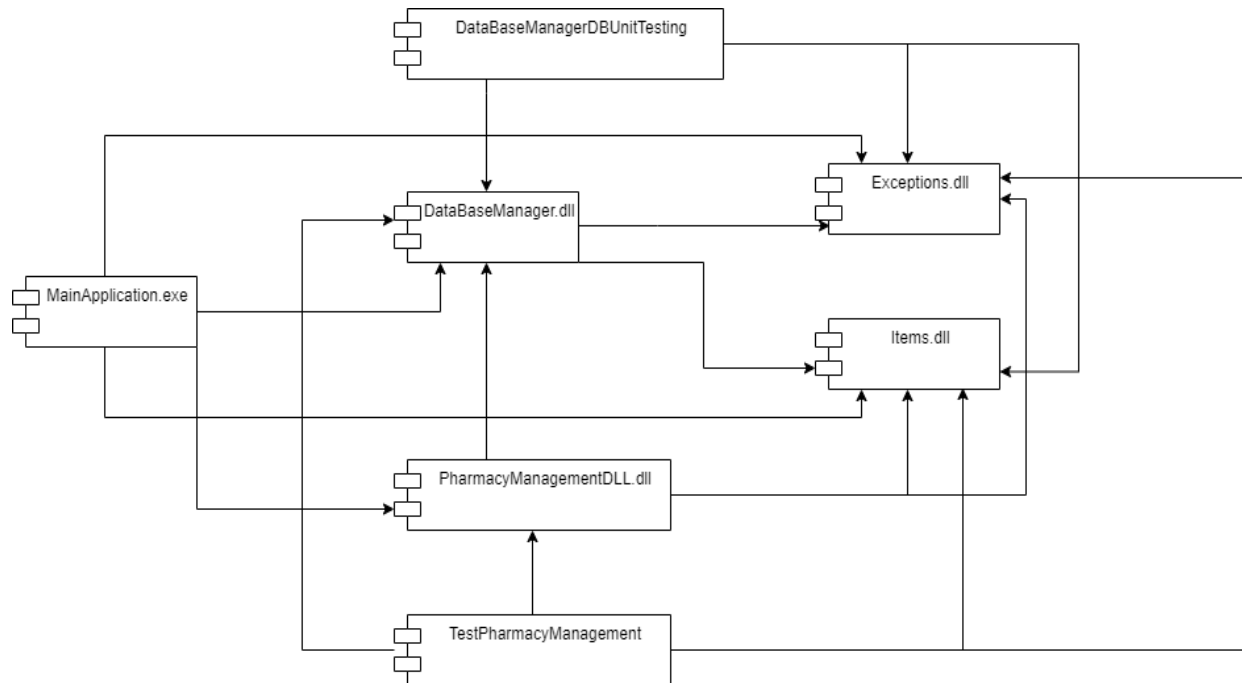 DataBaseManagerDBUnitTesting
Exceptions.dll
DataBaseManager.dll
MainApplication.exe
Items.dll
PharmacyManagementDLL.dll
TestPharmacyManagement